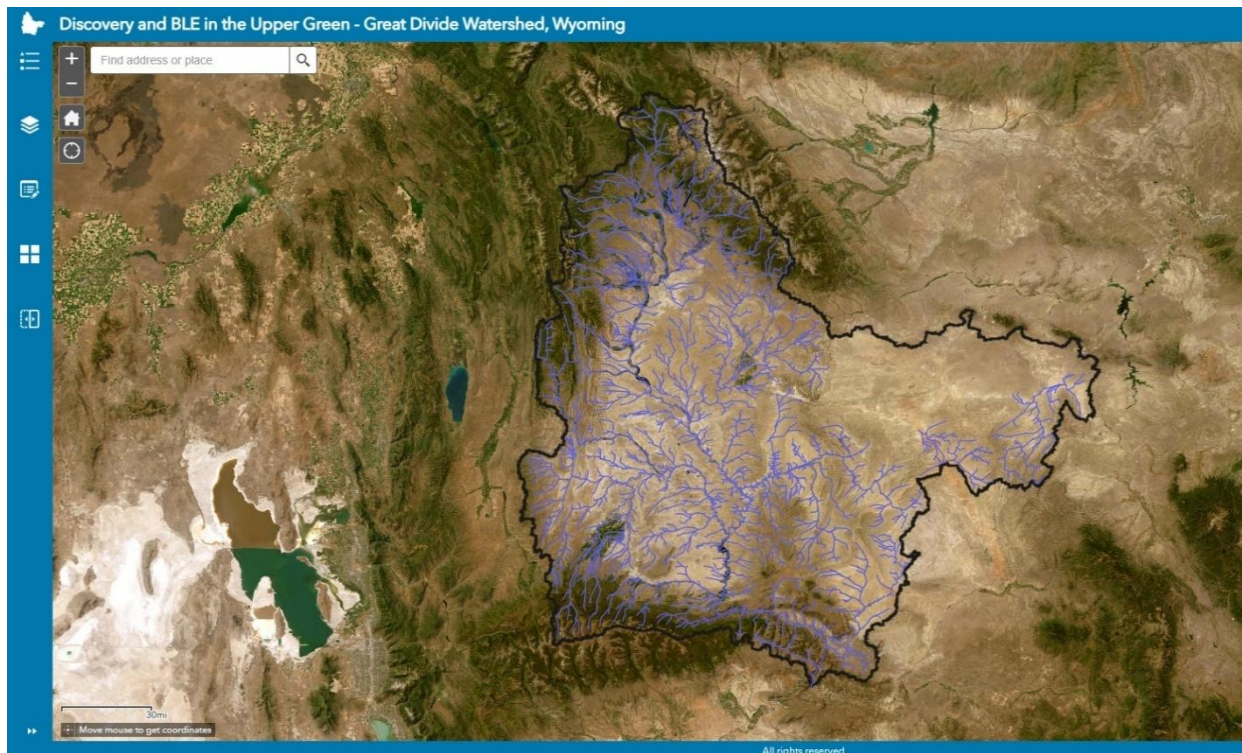 Discovery and BLE in the Upper Green - Great Divide Watershed, Wyoming
Find address or place
30mi
Move mouse to get coordinates
All rights reserved